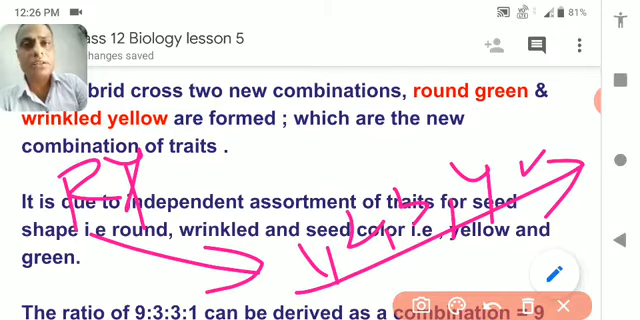 12:26 PM
81%
ass 12 Biology lesson 5
changes saved
brid cross two new combinations, round green &
wrinkled yellow are formed ; which are the new
combination of traits .
RY
It is due to independent assortment of traits for seed
shape i.e round, wrinkled and seed color i.e , yellow and
green.
The ratio of 9:3:3:1 can be derived as a combination = 9